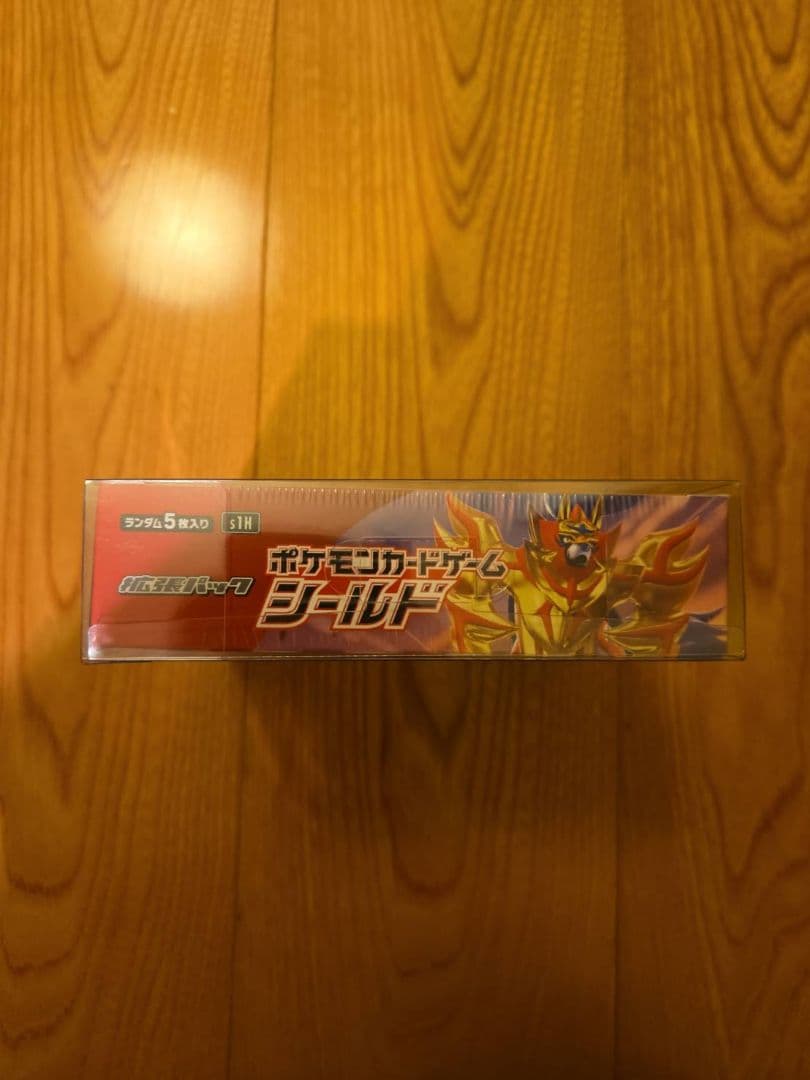 ランダム5枚入り s1H
拡張パック
ポケモンカードゲーム
シールド